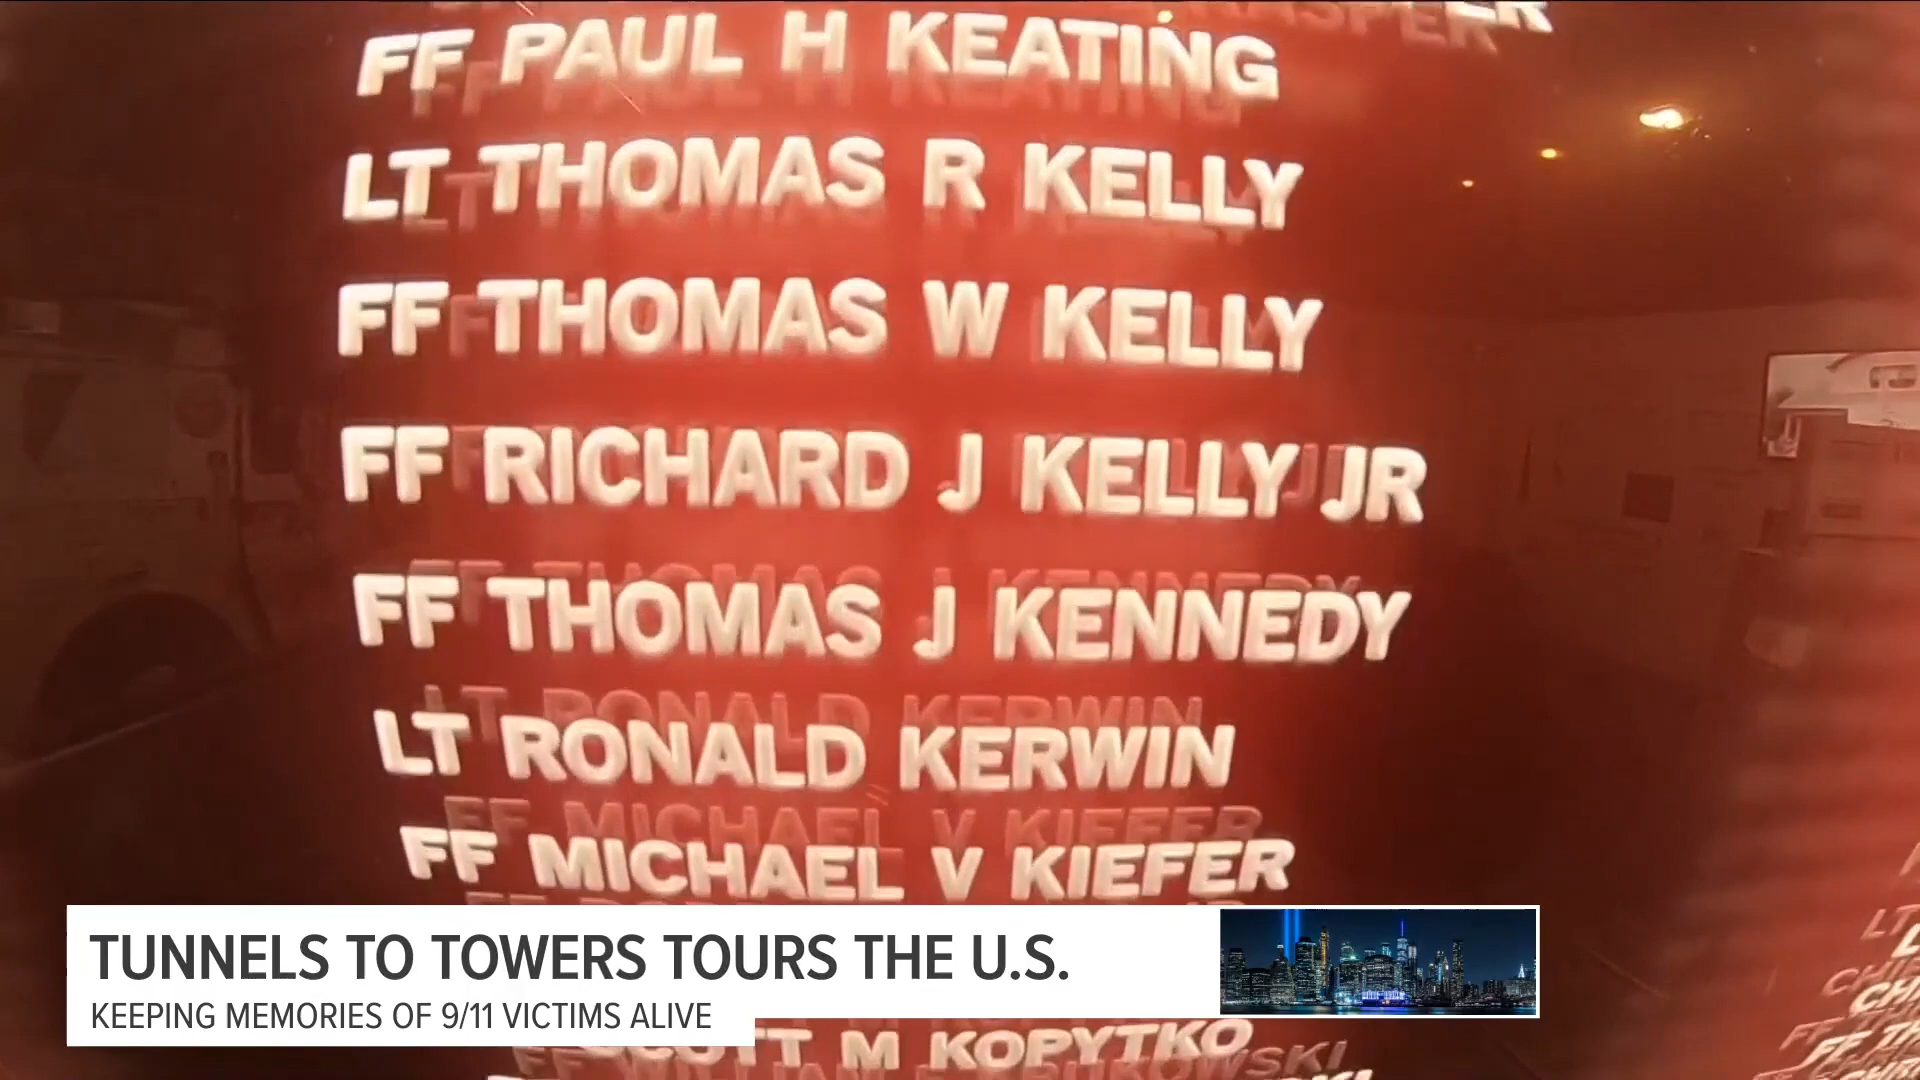 FF PAUL H KEATING
LT THOMAS R KELLY
FF THOMAS W KELLY
FF RICHARD J KELLY JR
FF THOMAS J KENNEDY
LT RONALD KERWIN
FF MICHAEL V KIEFER
TUNNELS TO TOWERS TOURS THE U.S.
KEEPING MEMORIES OF 9/11 VICTIMS ALIVE
SCOTT M KOPYTKO